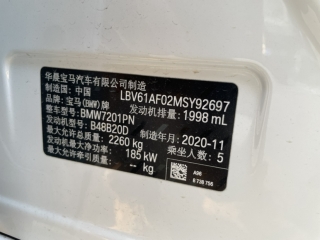 华晨宝马汽车有限公司制造
制造国: 中国 LBV61AF02MSY92697
品牌: 宝马(BMW)牌 发动机排量: 1998 mL
整车型号: BMW7201PN
发动机型号: B48B20D 制造年月: 2020-11
最大允许总质量: 2260 kg 乘坐人数: 5
发动机最大净功率: 185 kW
最大允许牵引质量: -- kg
A96